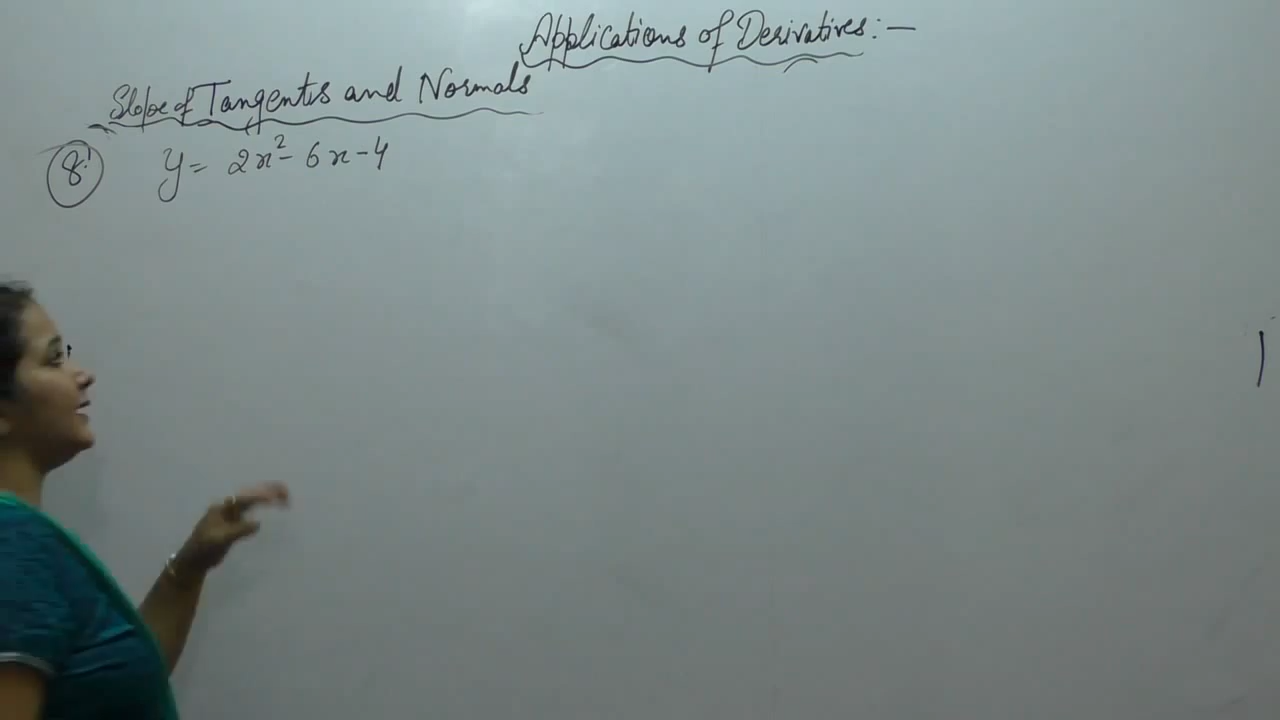 Applications of Derivatives:—
Slope of Tangents and Normals
8! y = 2x² - 6x - 4